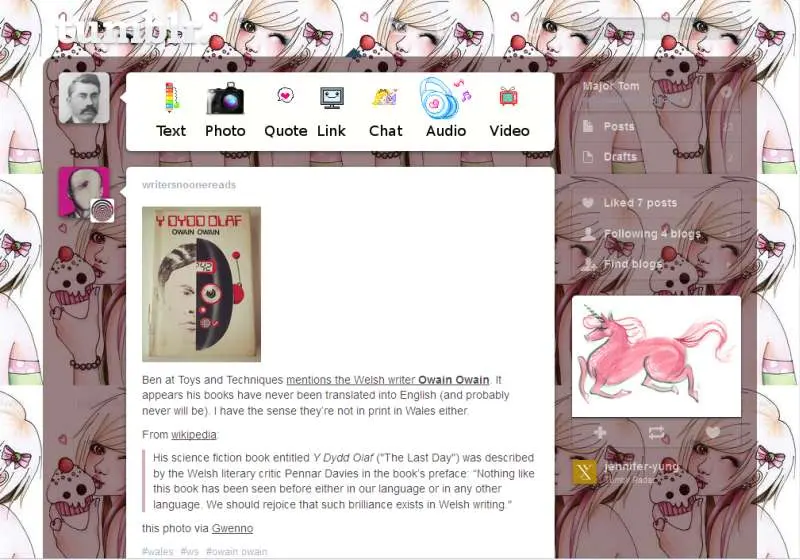 tumblr.
Text Photo Quote Link Chat Audio Video
Major Tom
Posts 23
Drafts 2
Liked 7 posts
Following 4 blogs
Find blogs
writersnoonereads
Y DYDD OLAF
OWAIN OWAIN
Ben at Toys and Techniques mentions the Welsh writer Owain Owain. It
appears his books have never been translated into English (and probably
never will be). I have the sense they're not in print in Wales either.
From wikipedia:
His science fiction book entitled Y Dydd Olaf ("The Last Day") was described
by the Welsh literary critic Pennar Davies in the book's preface: "Nothing like
this book has been seen before either in our language or in any other
language. We should rejoice that such brilliance exists in Welsh writing."
this photo via Gwenno
#wales #ws #owain owain
jennifer-yung
Tumblr Radar